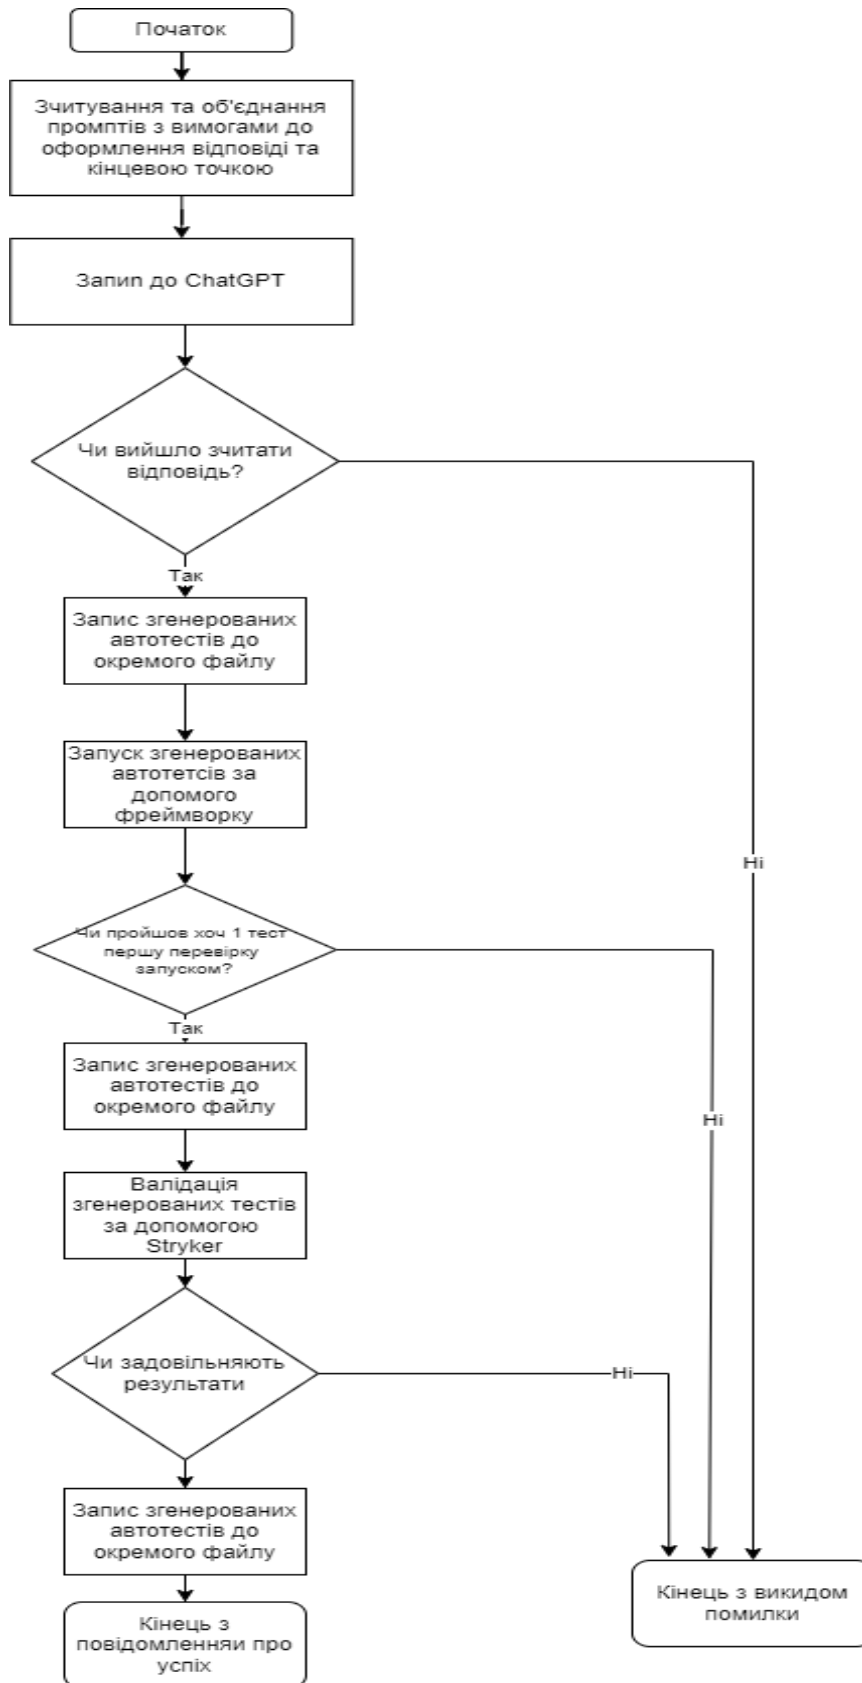 Початок
Зчитування та об'єднання
промптів з вимогами до
оформлення відповіді та
кінцевою точкою
Запит до ChatGPT
Чи вийшло зчитати
відповідь?
Так
Запис згенерованих
автотестів до
окремого файлу
Запуск згенерованих
автотетсів за
допомого
фреймворку
Ні
Чи пройшов хоч 1 тест
першу перевірку
запуском?
Так
Запис згенерованих
автотестів до
окремого файлу
Ні
Валідація
згенерованих тестів
за допомогою
Stryker
Чи задовільняють
результати
Ні
Запис згенерованих
автотестів до
окремого файлу
Кінець з викидом
помилки
Кінець з
повідомленняи про
успіх